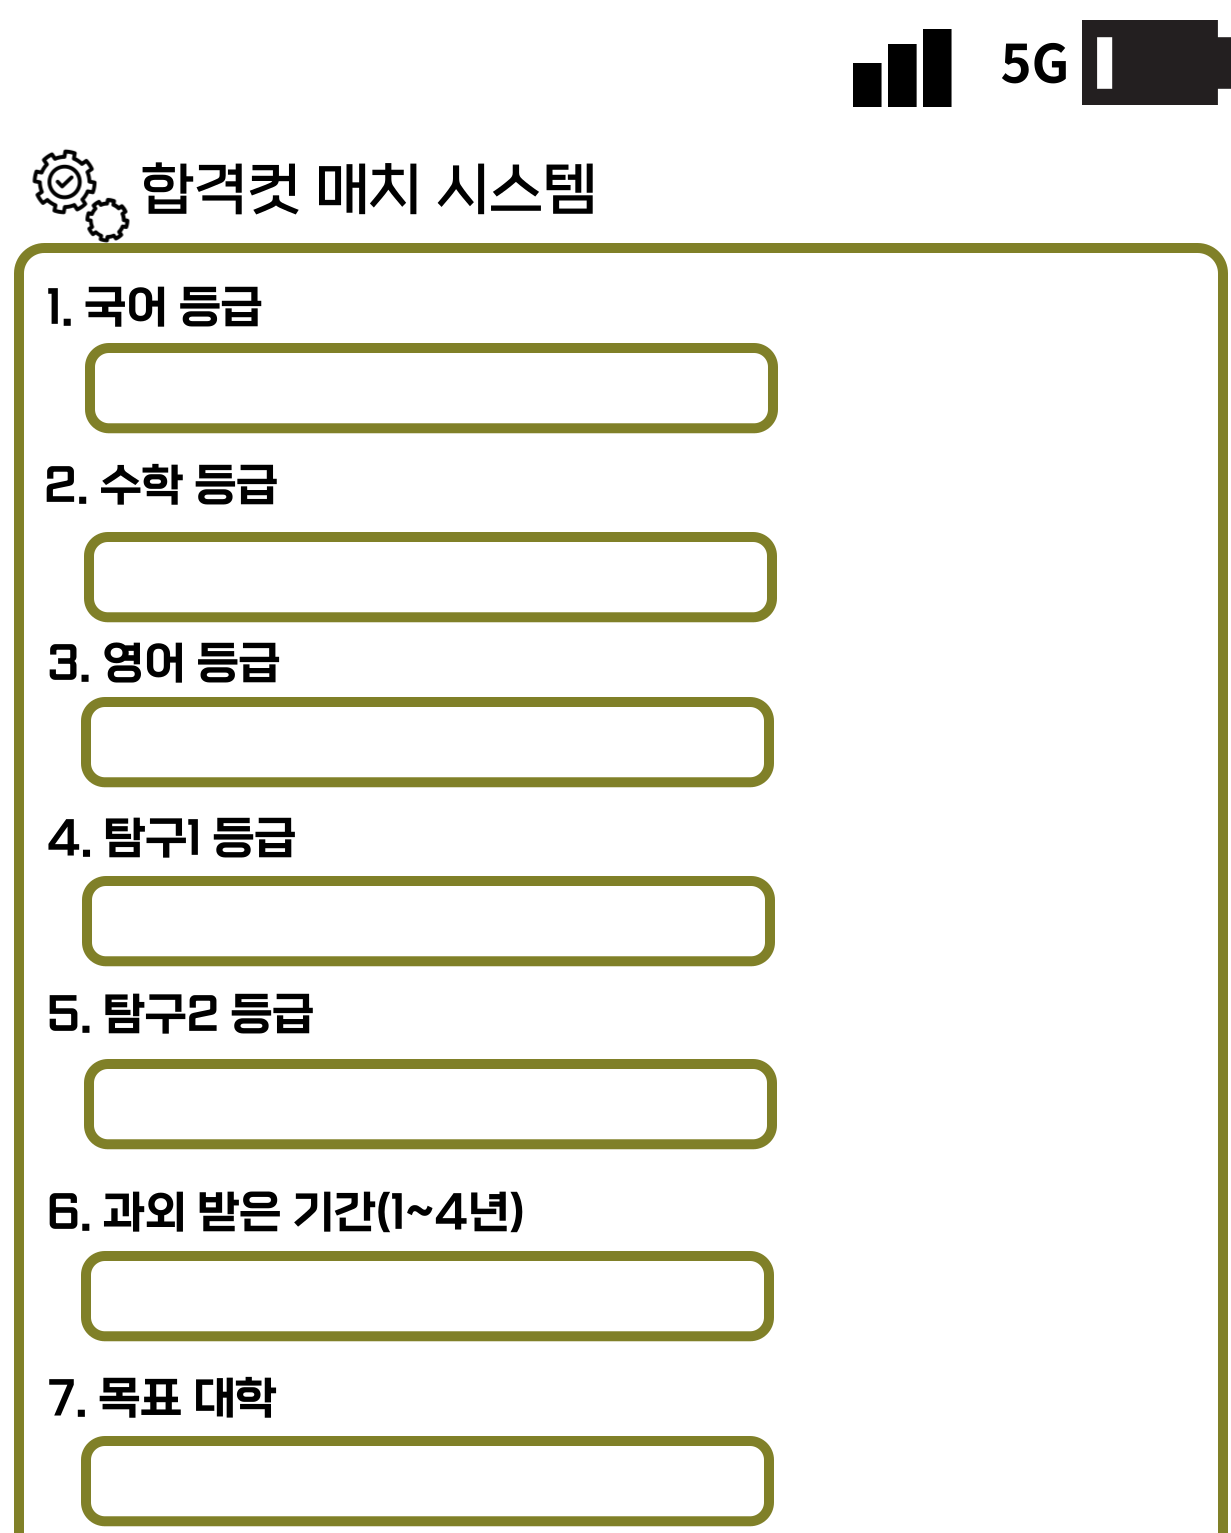 5G
합격컷 매치 시스템
1. 국어 등급
2. 수학 등급
3. 영어 등급
4. 탐구1 등급
5. 탐구2 등급
6. 과외 받은 기간(1~4년)
7. 목표 대학